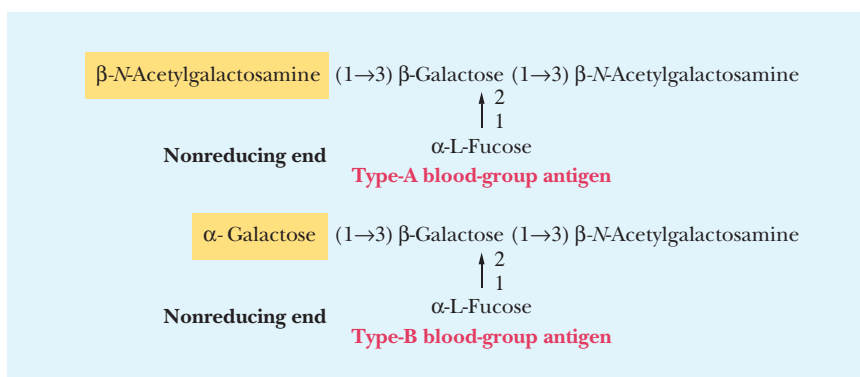 β-N-Acetylgalactosamine (1→3) β-Galactose (1→3) β-N-Acetylgalactosamine
2
1
α-L-Fucose
Nonreducing end
Type-A blood-group antigen
α- Galactose (1→3) β-Galactose (1→3) β-N-Acetylgalactosamine
2
1
α-L-Fucose
Nonreducing end
Type-B blood-group antigen